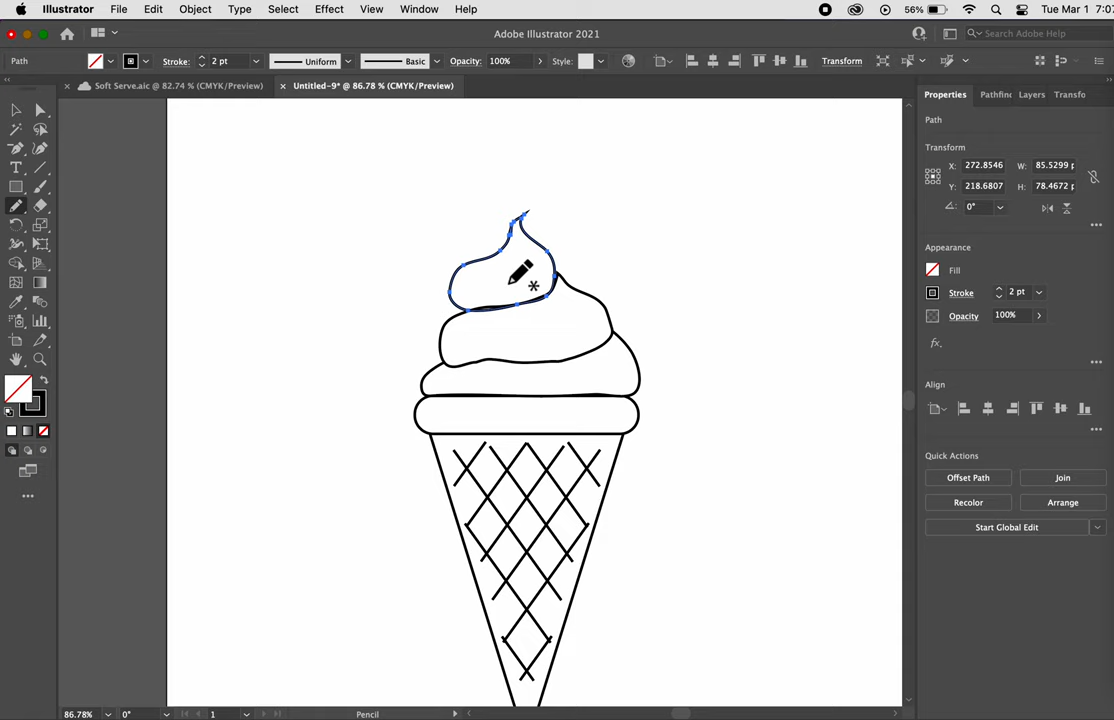 Illustrator File Edit Object Type Select Effect View Window Help 56% Tue Mar 1 7:0
Adobe Illustrator 2021
Search Adobe Help
Path Stroke: 2 pt Uniform Basic Opacity: 100% Style: Transform
Soft Serve.aic @ 82.74 % (CMYK/Preview)
Untitled-9* @ 86.78 % (CMYK/Preview)
Properties Pathfin Layers Transfo
Path
Transform
X: 272.8546 W: 85.5299 p
Y: 218.6807 H: 78.4672 p
0°
Appearance
Fill
Stroke 2 pt
Opacity 100%
fx
Align
Quick Actions
Offset Path Join
Recolor Arrange
Start Global Edit
86.78% 0° 1 Pencil